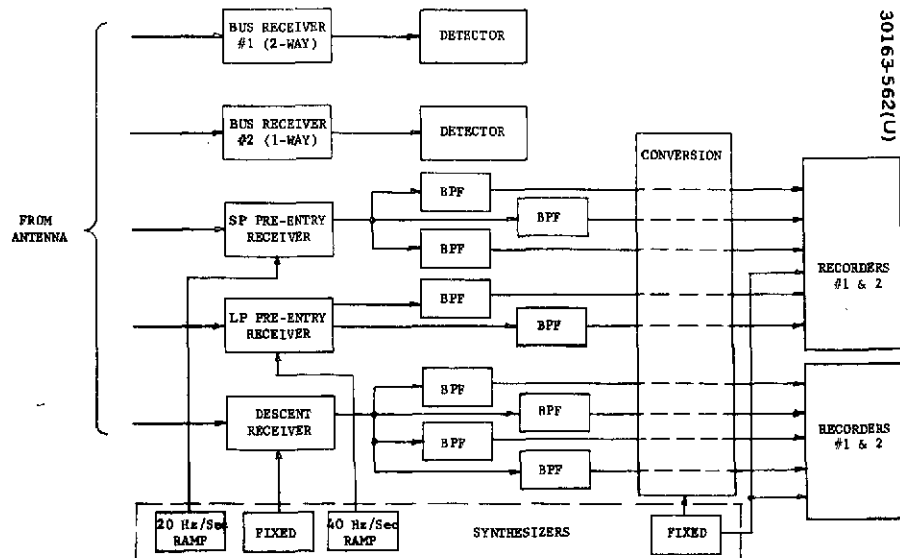 30163-562(U)
BUS RECEIVER
#1 (2-WAY)
DETECTOR
BUS RECEIVER
#2 (1-WAY)
DETECTOR
CONVERSION
FROM
ANTENNA
SP PRE-ENTRY
RECEIVER
BPF
BPF
BPF
RECORDERS
#1 & 2
LP PRE-ENTRY
RECEIVER
BPF
BPF
DESCENT
RECEIVER
BPF
BPF
BPF
BPF
RECORDERS
#1 & 2
20 Hz/Sec
RAMP
FIXED
40 Hz/Sec
RAMP
SYNTHESIZERS
FIXED